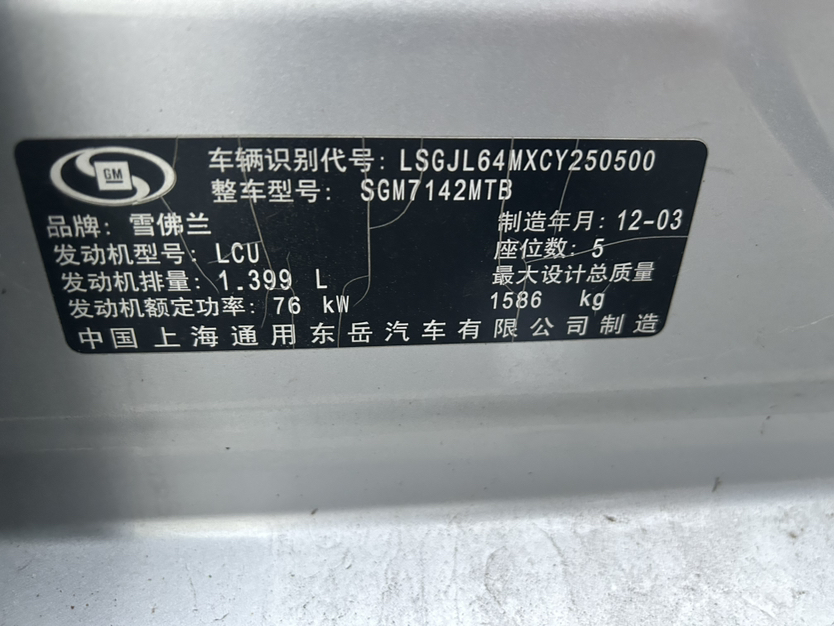 GM
车辆识别代号: LSGJL64MXCY250500
整车型号: SGM7142MTB
品牌: 雪佛兰 制造年月: 12-03
发动机型号: LCU 座位数: 5
发动机排量: 1.399 L 最大设计总质量
发动机额定功率: 76 kW 1586 kg
中国上海通用东岳汽车有限公司制造